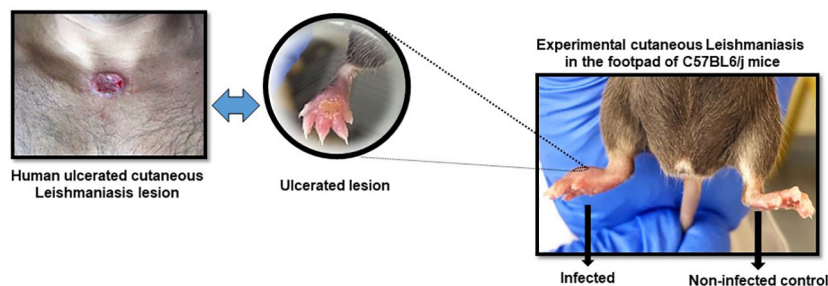 Human ulcerated cutaneous
Leishmaniasis lesion
Ulcerated lesion
Experimental cutaneous Leishmaniasis
in the footpad of C57BL6/j mice
Infected
Non-infected control